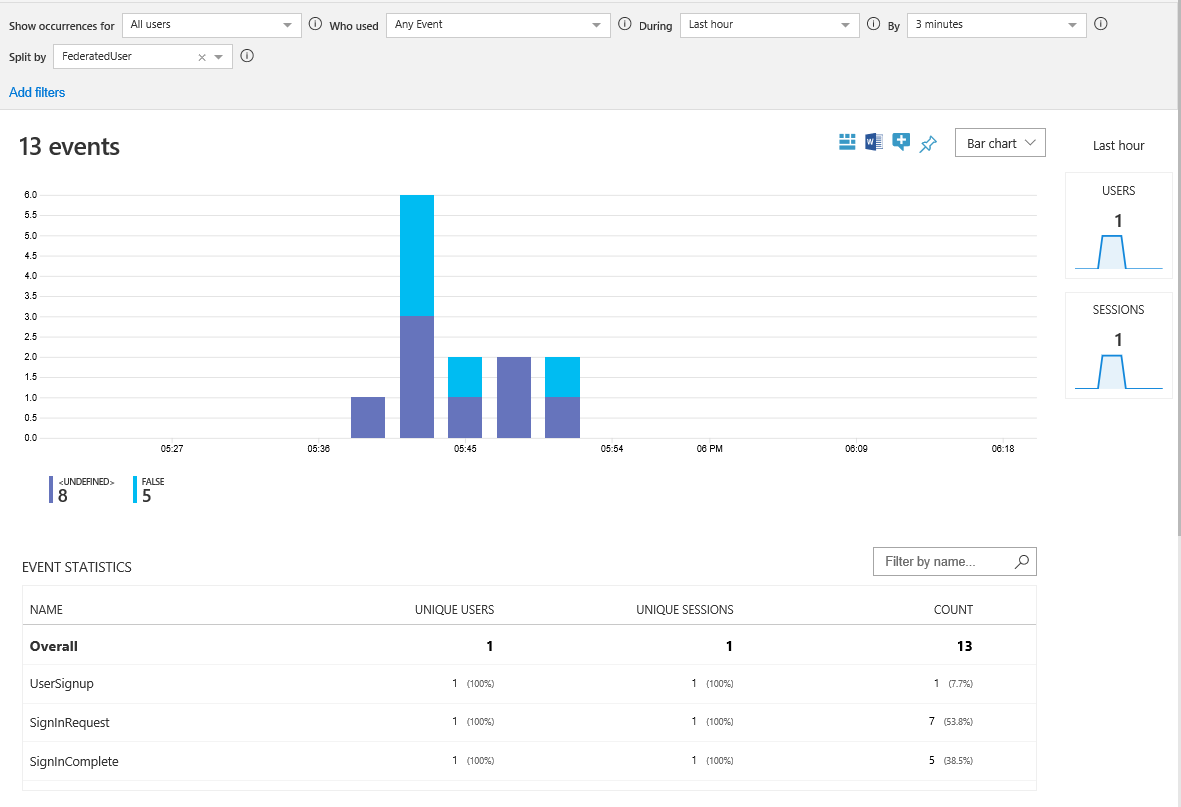 Show occurrences for All users Who used Any Event During Last hour By 3 minutes
Split by FederatedUser
Add filters
13 events
Bar chart
Last hour
USERS
1
SESSIONS
1
6.0
5.5
5.0
4.5
4.0
3.5
3.0
2.5
2.0
1.5
1.0
0.5
0.0
05:27 05:36 05:45 05:54 06 PM 06:09 06:18
<UNDEFINED> FALSE
8 5
EVENT STATISTICS
Filter by name...
NAME UNIQUE USERS UNIQUE SESSIONS COUNT
Overall 1 1 13
UserSignup 1 (100%) 1 (100%) 1 (7.7%)
SignInRequest 1 (100%) 1 (100%) 7 (53.8%)
SignInComplete 1 (100%) 1 (100%) 5 (38.5%)